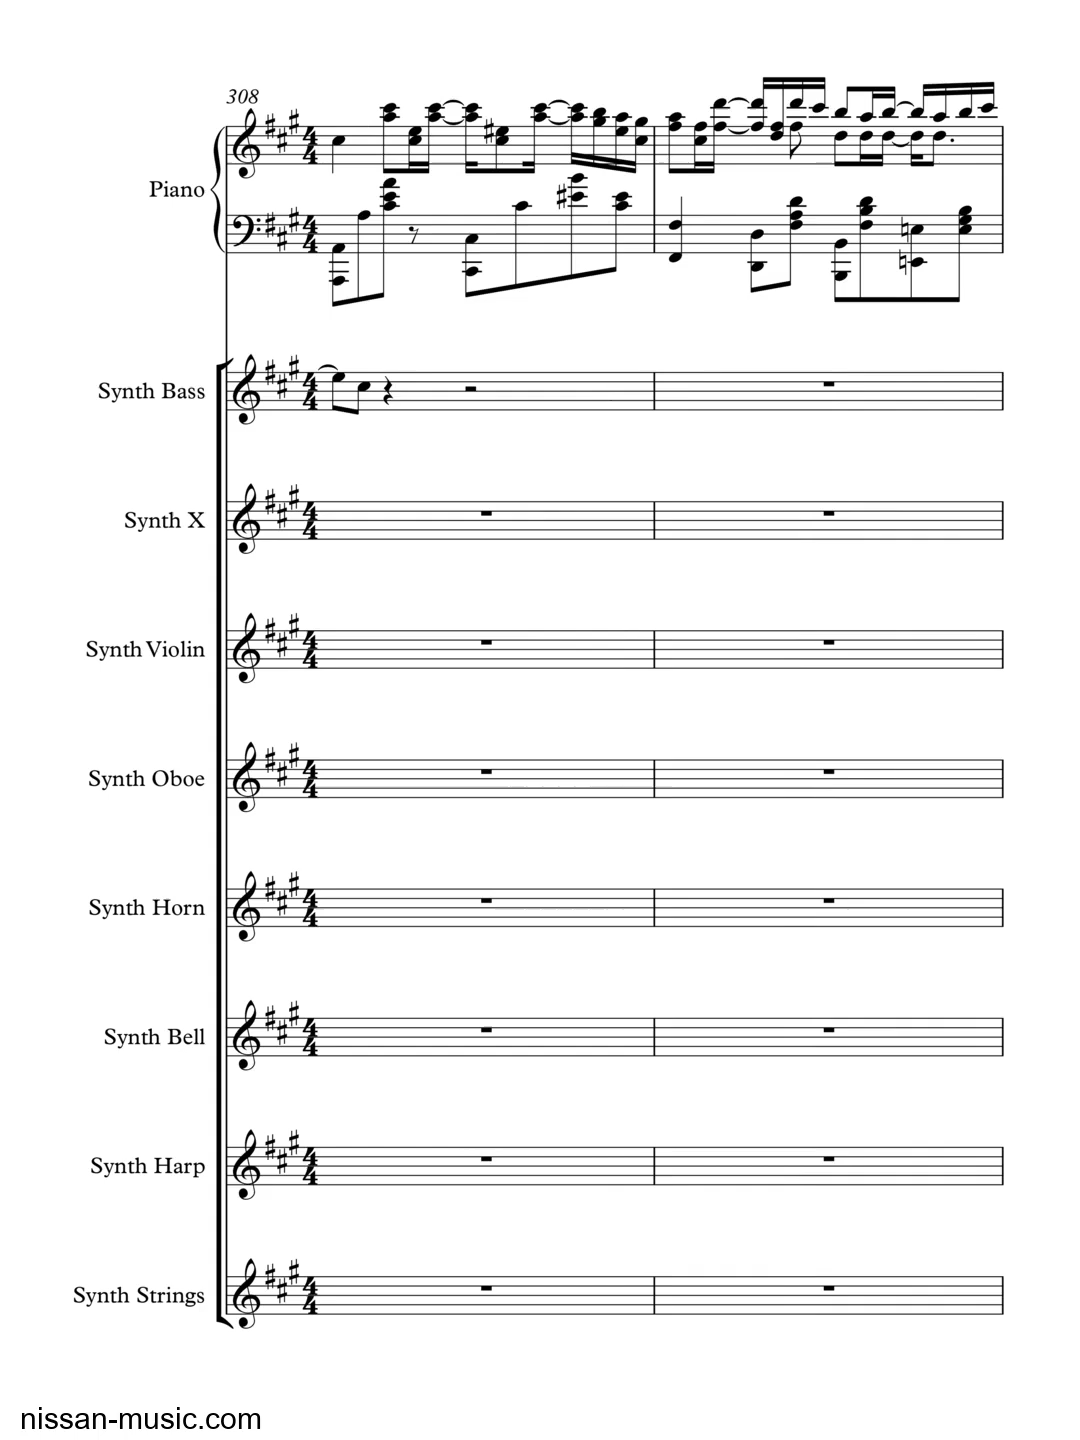 308
Piano
Synth Bass
Synth X
Synth Violin
Synth Oboe
Synth Horn
Synth Bell
Synth Harp
Synth Strings
nissan-music.com